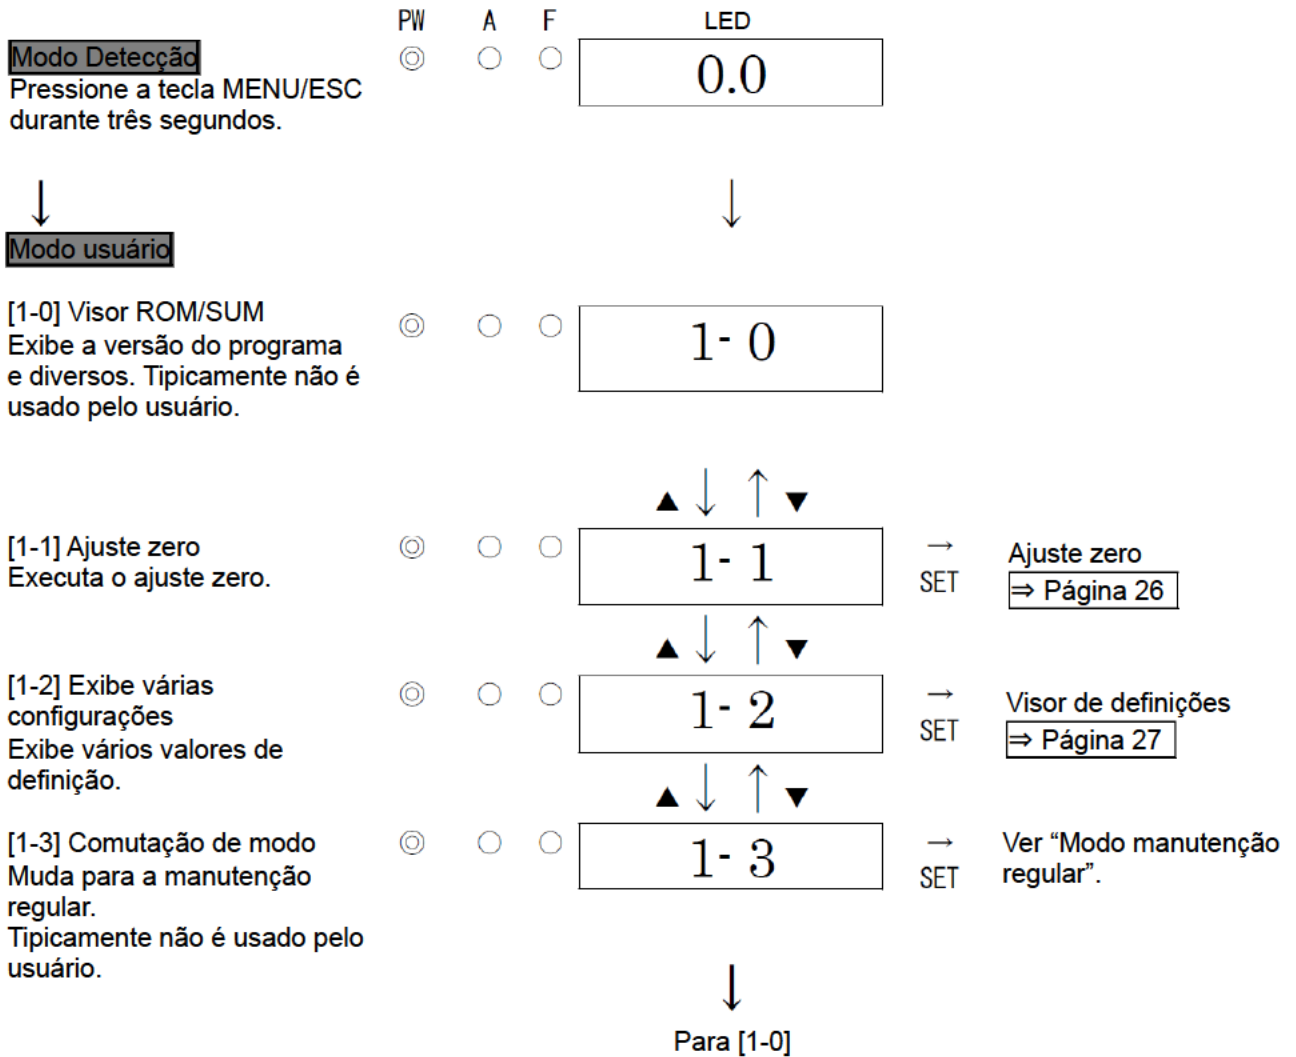 PW A F LED
Modo Detecção
◎ ○ ○ 0.0
Pressione a tecla MENU/ESC
durante três segundos.
↓ ↓
Modo usuário
[1-0] Visor ROM/SUM
◎ ○ ○ 1- 0
Exibe a versão do programa
e diversos. Tipicamente não é
usado pelo usuário.
▲ ↓ ↑ ▼
[1-1] Ajuste zero
Executa o ajuste zero.
◎ ○ ○ 1- 1
→
SET
Ajuste zero
⇒ Página 26
▲ ↓ ↑ ▼
[1-2] Exibe várias
configurações
Exibe vários valores de
definição.
◎ ○ ○ 1- 2
→
SET
Visor de definições
⇒ Página 27
▲ ↓ ↑ ▼
[1-3] Comutação de modo
Muda para a manutenção
regular.
Tipicamente não é usado pelo
usuário.
◎ ○ ○ 1- 3
→
SET
Ver “Modo manutenção
regular”.
↓
Para [1-0]